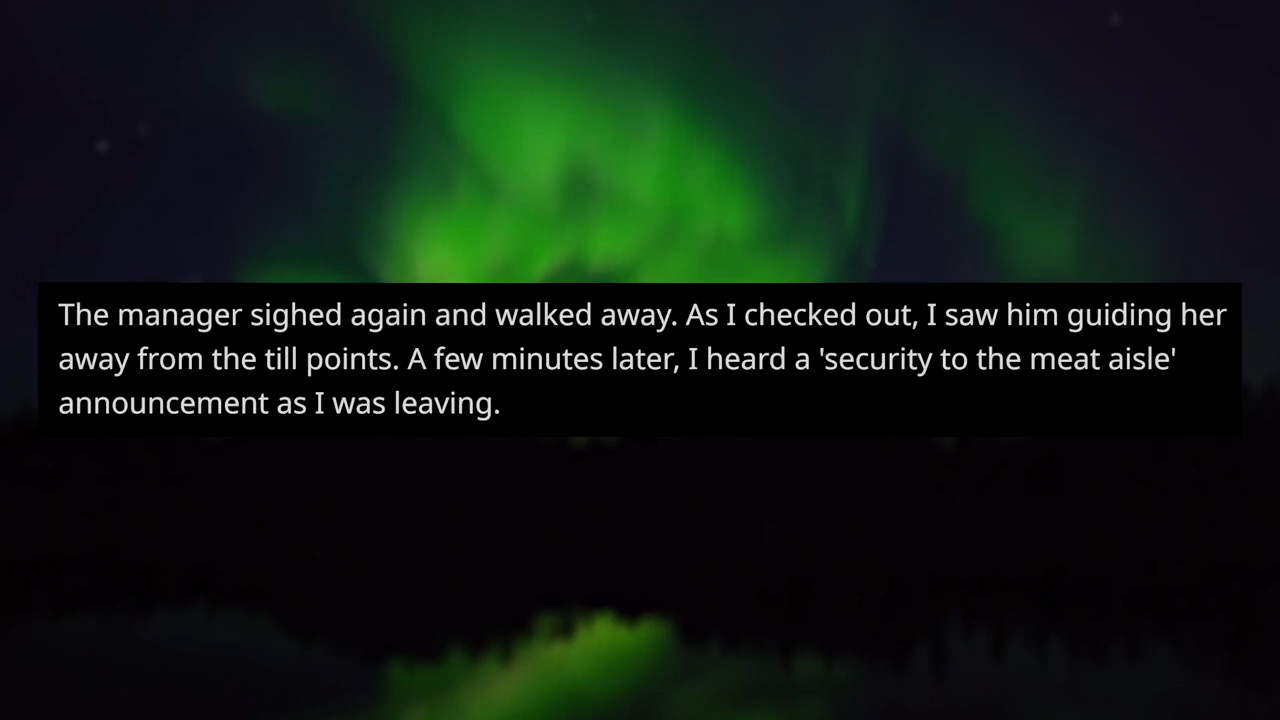 The manager sighed again and walked away. As I checked out, I saw him guiding her
away from the till points. A few minutes later, I heard a 'security to the meat aisle'
announcement as I was leaving.